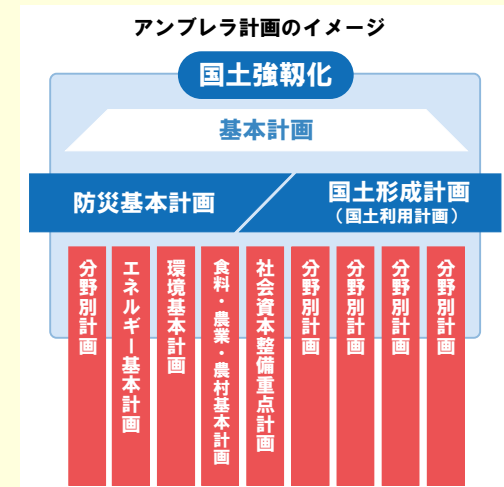 アンブレラ計画のイメージ
国土強靱化
基本計画
防災基本計画
国土形成計画
（国土利用計画）
分野別計画
エネルギー基本計画
環境基本計画
食料・農業・農村基本計画
社会資本整備重点計画
分野別計画
分野別計画
分野別計画
分野別計画